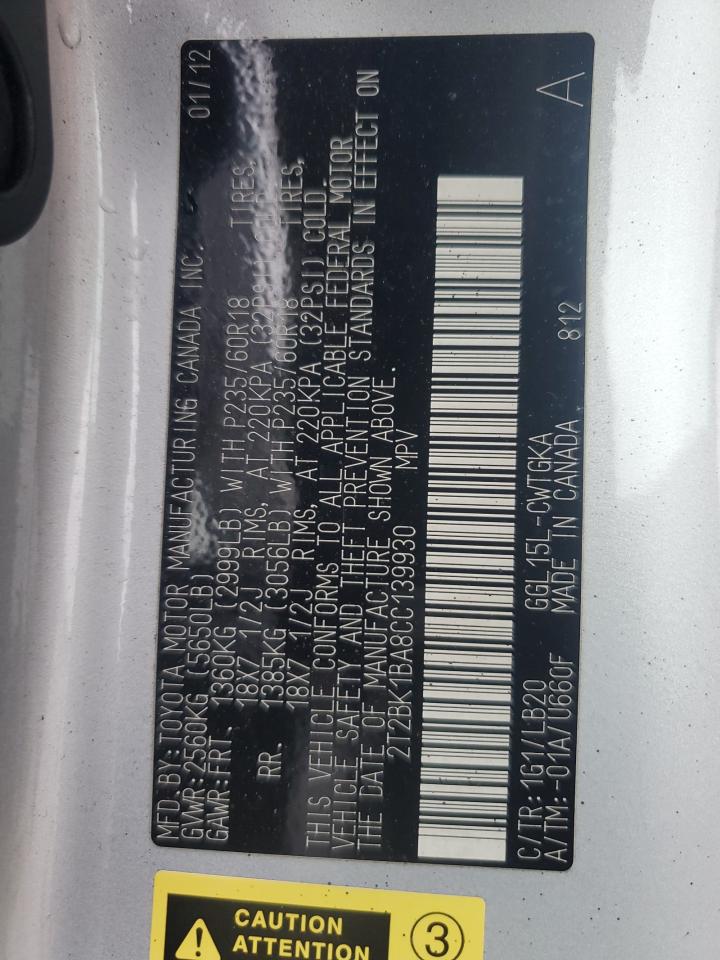 MFD.BY:TOYOTA MOTOR MANUFACTURING CANADA INC. 01/12
GVWR:2560KG (5650LB)
GAWR:FRT. 1360KG (2999LB) WITH P235/60R18 TIRES,
18X7 1/2J RIMS, AT 220KPA (32PSI)
RR. 1385KG (3056LB) WITH P235/60R18 TIRES,
18X7 1/2J RIMS, AT 220KPA (32PSI) COLD.
THIS VEHICLE CONFORMS TO ALL APPLICABLE FEDERAL MOTOR
VEHICLE SAFETY AND THEFT PREVENTION STANDARDS IN EFFECT ON
THE DATE OF MANUFACTURE SHOWN ABOVE.
2T2BK1BA8CC139930 MPV
A
C/TR:1G1/LB20 GGL15L-CWTGKA
A/TM:-01A/U660F MADE IN CANADA 812
CAUTION
ATTENTION
3